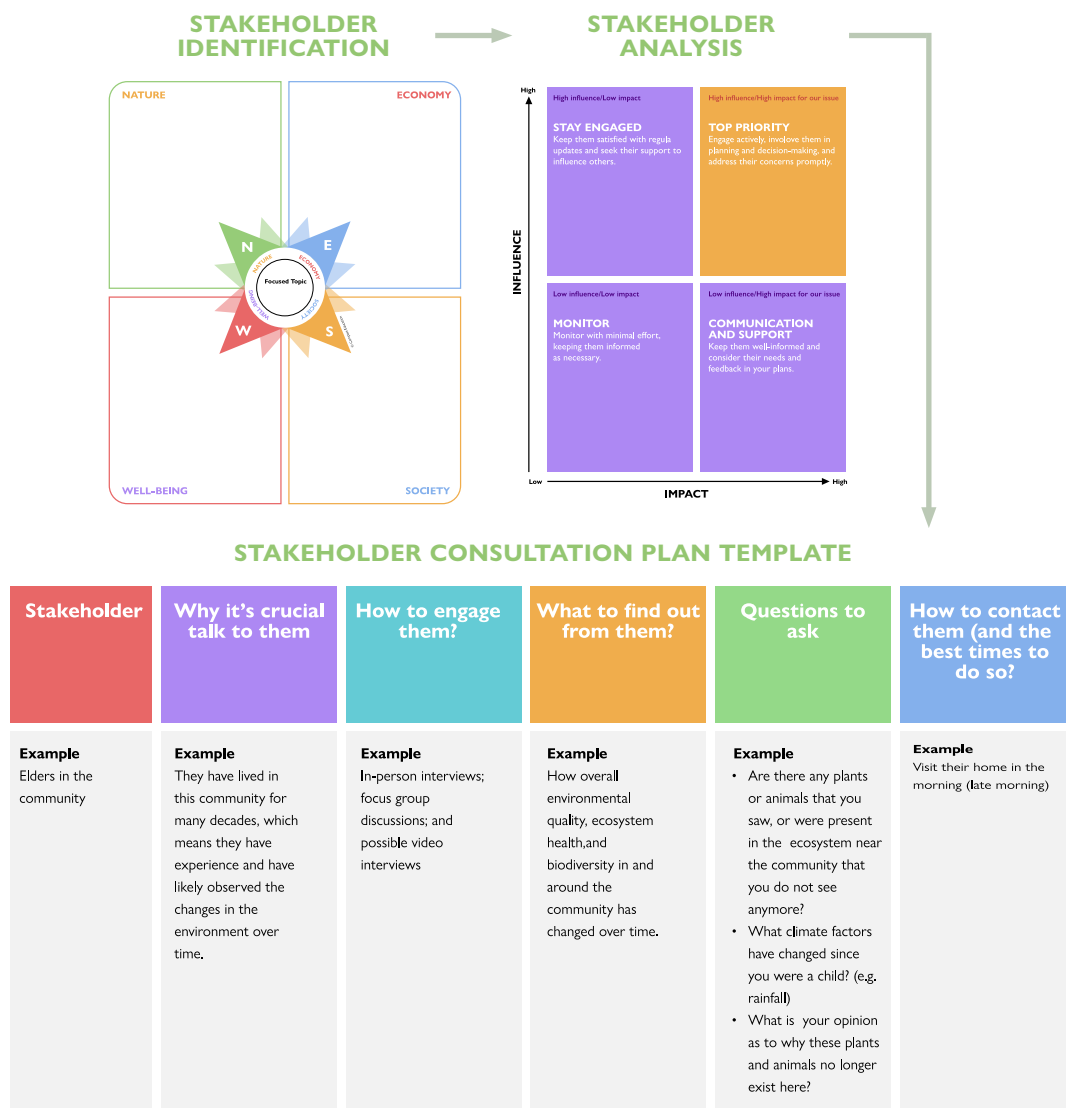 STAKEHOLDER
IDENTIFICATION
STAKEHOLDER
ANALYSIS
NATURE
ECONOMY
N
E
W
S
NATURE
ECONOMY
WELL-BEING
SOCIETY
Focused Topic
WELL-BEING
SOCIETY
High
INFLUENCE
Low
IMPACT
High
High influence/Low impact
STAY ENGAGED
Keep them satisfied with regula
updates and seek their support to
influence others.
High influence/High impact for our issue
TOP PRIORITY
Engage actively, involove them in
planning and decision-making, and
address their concerns promptly.
Low influence/Low impact
MONITOR
Monitor with minimal effort,
keeping them informed
as necessary.
Low influence/High impact for our issue
COMMUNICATION
AND SUPPORT
Keep them well-informed and
consider their needs and
feedback in your plans.
STAKEHOLDER CONSULTATION PLAN TEMPLATE
Stakeholder
Why it's crucial
talk to them
How to engage
them?
What to find out
from them?
Questions to
ask
How to contact
them (and the
best times to
do so?
Example
Elders in the
community
Example
They have lived in
this community for
many decades, which
means they have
experience and have
likely observed the
changes in the
environment over
time.
Example
In-person interviews;
focus group
discussions; and
possible video
interviews
Example
How overall
environmental
quality, ecosystem
health,and
biodiversity in and
around the
community has
changed over time.
Example
• Are there any plants
or animals that you
saw, or were present
in the ecosystem near
the community that
you do not see
anymore?
• What climate factors
have changed since
you were a child? (e.g.
rainfall)
• What is your opinion
as to why these plants
and animals no longer
exist here?
Example
Visit their home in the
morning (late morning)